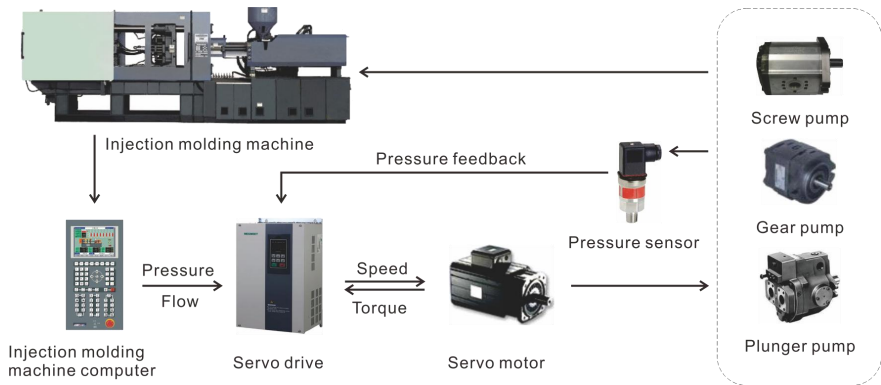 Injection molding machine
Screw pump
Pressure feedback
Gear pump
Pressure sensor
Pressure
Flow
Speed
Torque
Injection molding
machine computer
Servo drive
Servo motor
Plunger pump